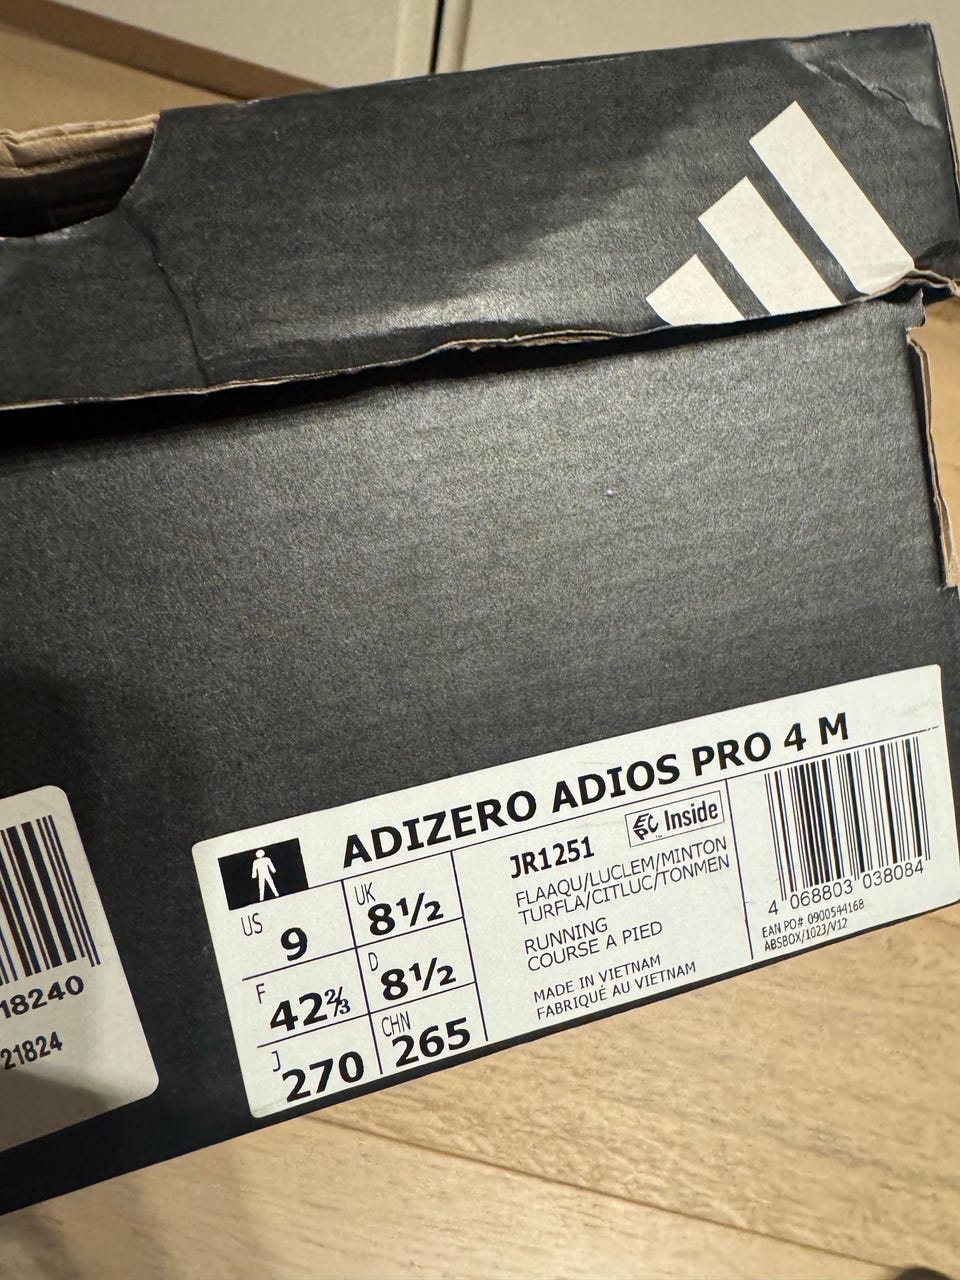 18240
21824
ADIZERO ADIOS PRO 4 M
US 9
UK 8½
F 42⅔
D 8½
J 270
CHN 265
JR1251
EPC Inside
FLAAQU/LUCLEM/MINTON
TURFLA/CITLUC/TONMEN
RUNNING
COURSE A PIED
MADE IN VIETNAM
FABRIQUÉ AU VIETNAM
4 068803 038084
EAN PO# 0900544168
ABSBOX/1023/V12